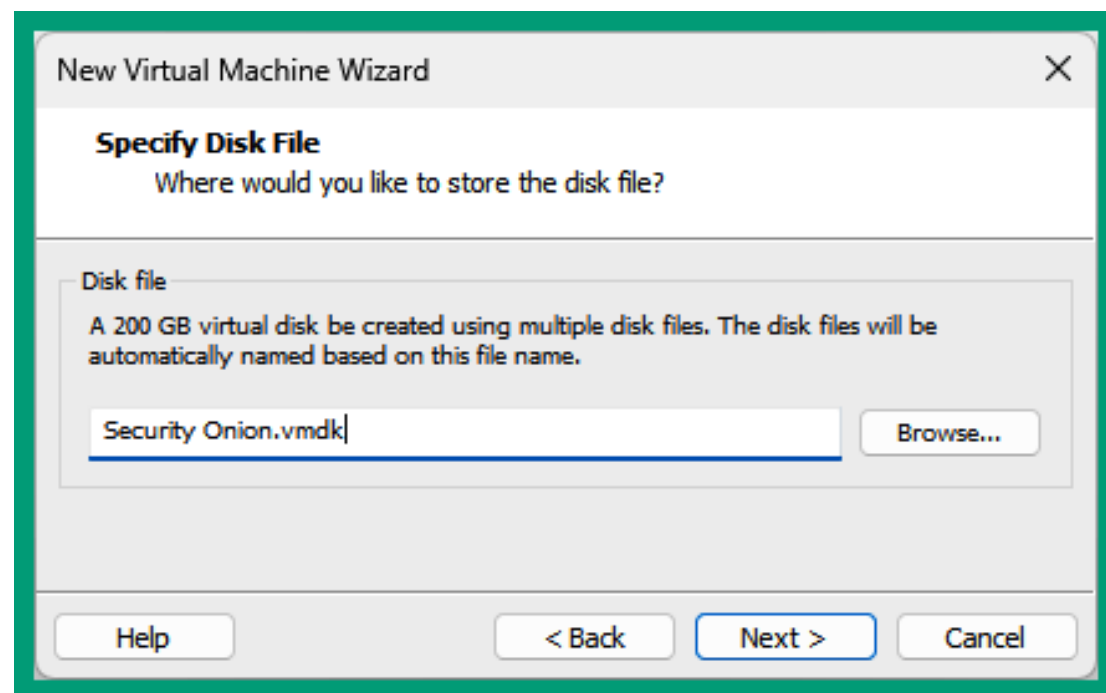 New Virtual Machine Wizard
Specify Disk File
Where would you like to store the disk file?
Disk file
A 200 GB virtual disk be created using multiple disk files. The disk files will be
automatically named based on this file name.
Security Onion.vmdk
Browse...
Help
< Back
Next >
Cancel